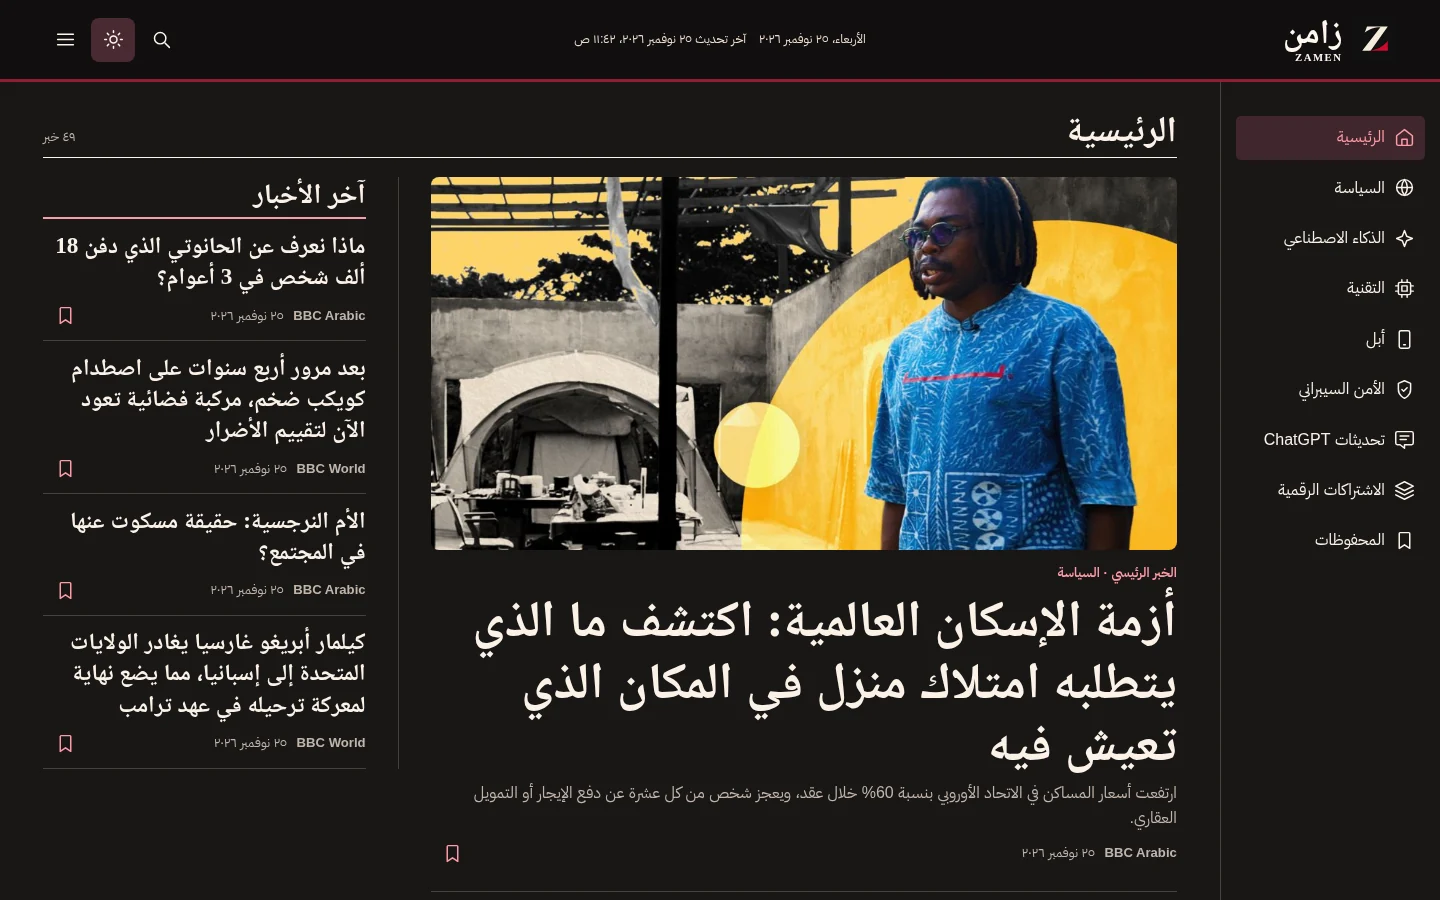 زامن
ZAMEN
Z
الأربعاء، ٢٥ نوفمبر ٢٠٢٦ آخر تحديث ٢٥ نوفمبر ٢٠٢٦، ١١:٤٢ ص
الرئيسية
السياسة
الذكاء الاصطناعي
التقنية
أبل
الأمن السيبراني
تحديثات ChatGPT
الاشتراكات الرقمية
المحفوظات
الرئيسية
٤٩ خبر
الخبر الرئيسي · السياسة
أزمة الإسكان العالمية: اكتشف ما الذي
يتطلبه امتلاك منزل في المكان الذي
تعيش فيه
ارتفعت أسعار المساكن في الاتحاد الأوروبي بنسبة 60% خلال عقد، ويعجز شخص من كل عشرة عن دفع الإيجار أو التمويل
العقاري.
BBC Arabic ٢٥ نوفمبر ٢٠٢٦
آخر الأخبار
ماذا نعرف عن الحانوتي الذي دفن 18
ألف شخص في 3 أعوام؟
BBC Arabic ٢٥ نوفمبر ٢٠٢٦
بعد مرور أربع سنوات على اصطدام
كويكب ضخم، مركبة فضائية تعود
الآن لتقييم الأضرار
BBC World ٢٥ نوفمبر ٢٠٢٦
الأم النرجسية: حقيقة مسكوت عنها
في المجتمع؟
BBC Arabic ٢٥ نوفمبر ٢٠٢٦
كيلمار أبريغو غارسيا يغادر الولايات
المتحدة إلى إسبانيا، مما يضع نهاية
لمعركة ترحيله في عهد ترامب
BBC World ٢٥ نوفمبر ٢٠٢٦